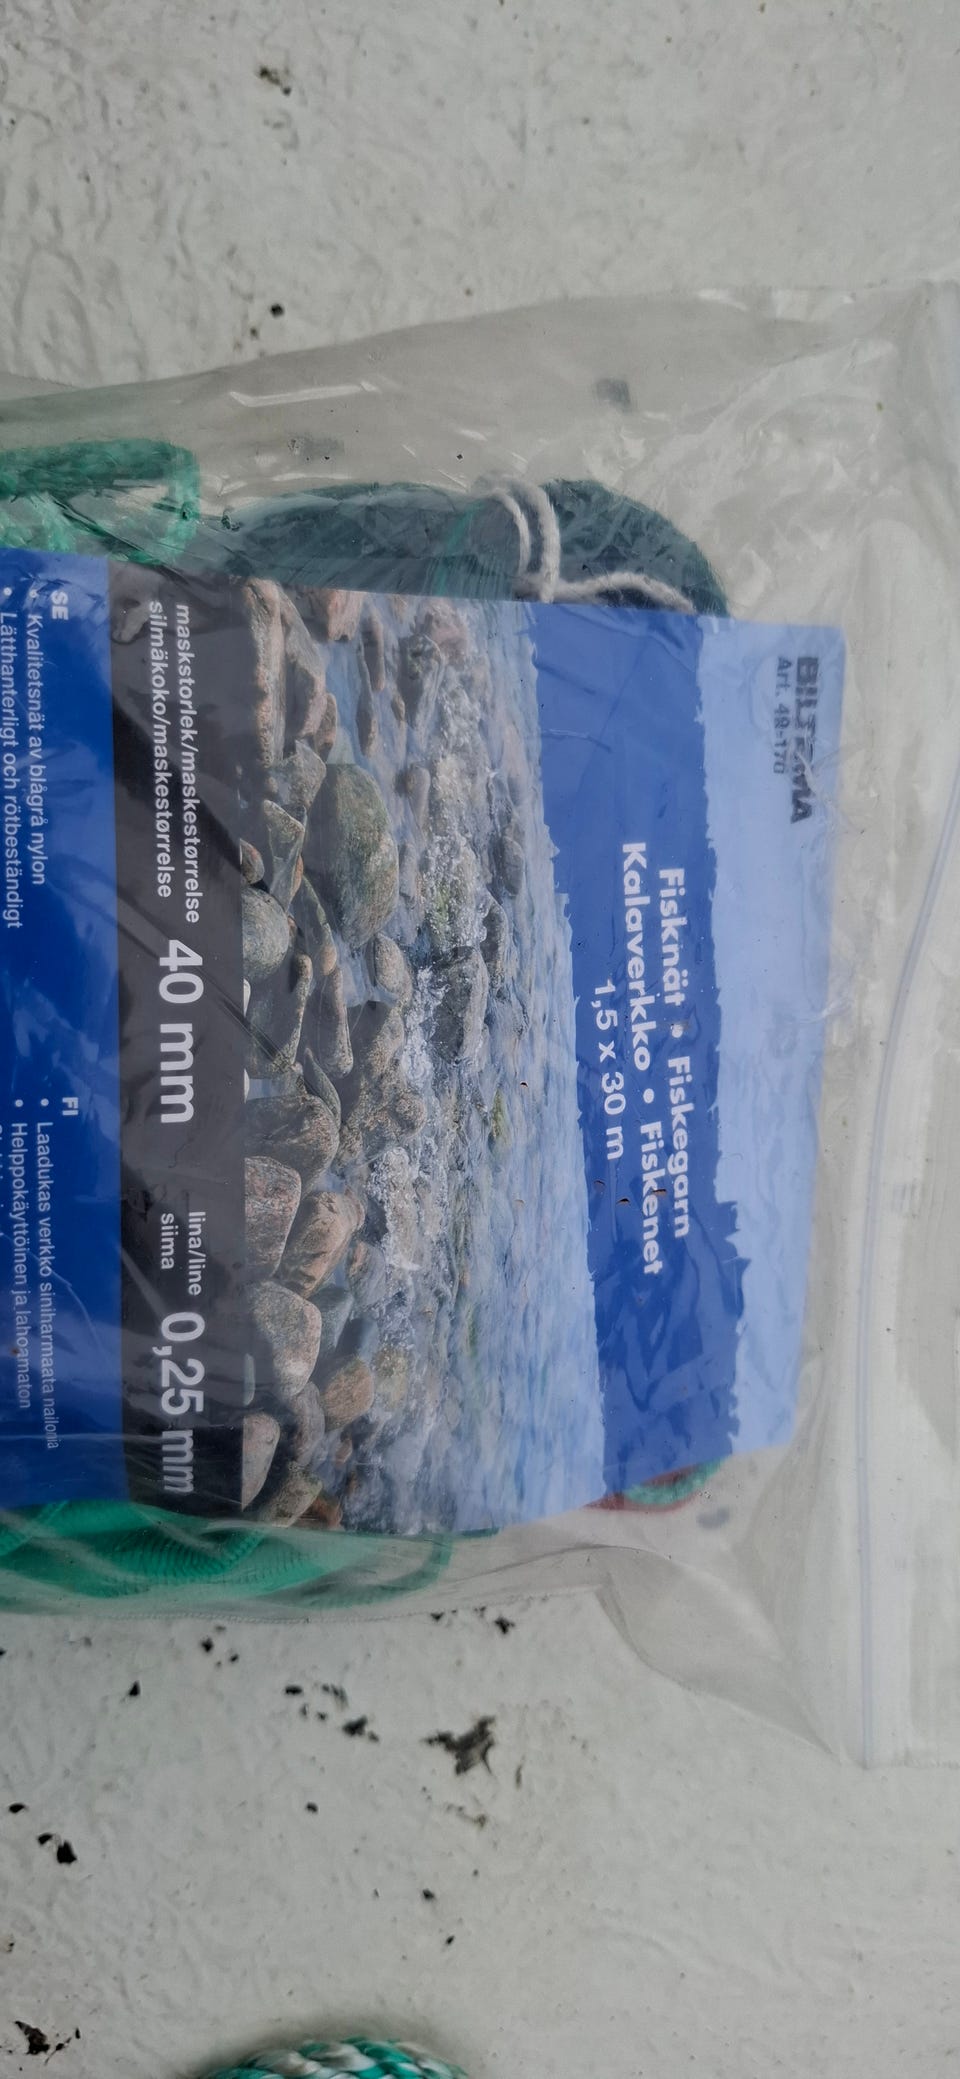 BILTEMA
Art. 49-170
Fisknät • Fiskegarn
Kalaverkko • Fiskenet
1,5 x 30 m
maskstorlek/maskestørrelse
silmäkoko/maskestørrelse
40 mm
lina/line
siima
0,25 mm
SE
• Kvalitetsnät av blågrå nylon
• Lätthanterligt och rötbeständigt
FI
• Laadukas verkko siniharmaata nailonia
• Helppokäyttöinen ja lahoamaton